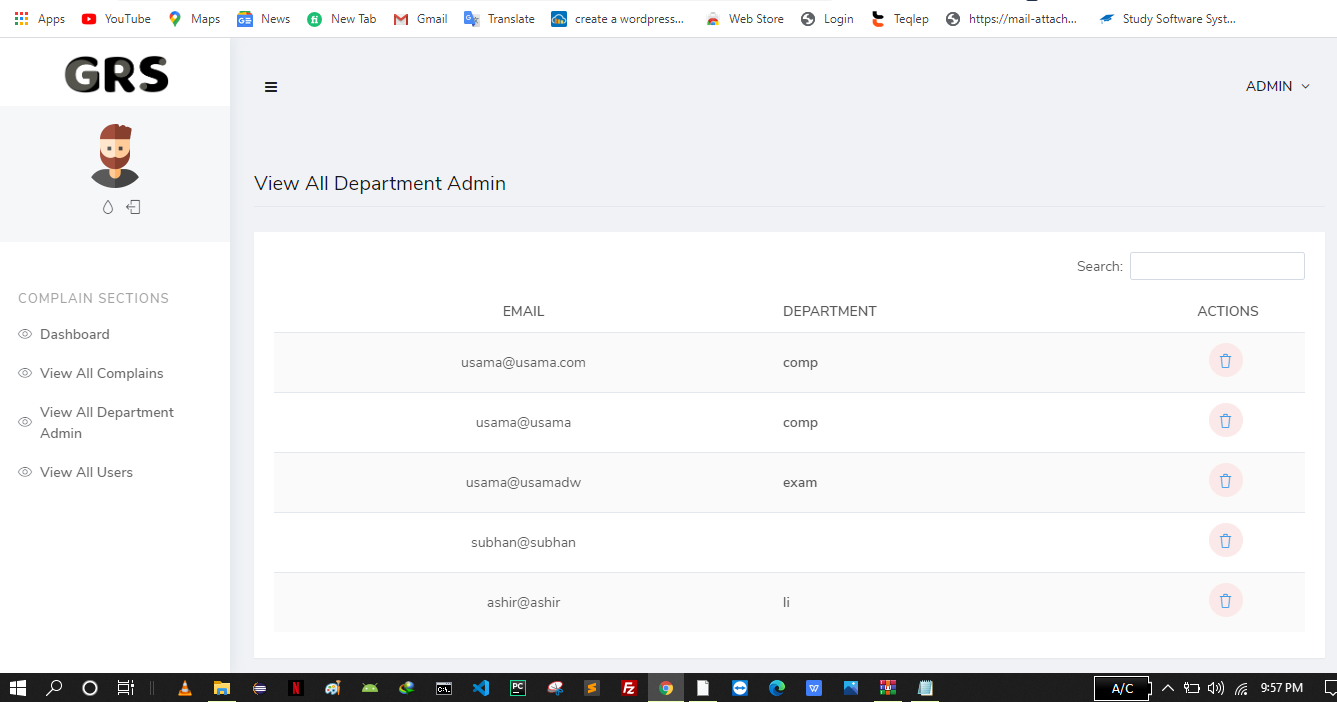 Apps YouTube Maps News New Tab Gmail Translate create a wordpress... Web Store Login Teqlep https://mail-attach... Study Software Syst...
GRS
ADMIN
View All Department Admin
COMPLAIN SECTIONS
Dashboard
View All Complains
View All Department
Admin
View All Users
Search:
EMAIL DEPARTMENT ACTIONS
usama@usama.com comp
usama@usama comp
usama@usamadw exam
subhan@subhan
ashir@ashir li
A/C 9:57 PM